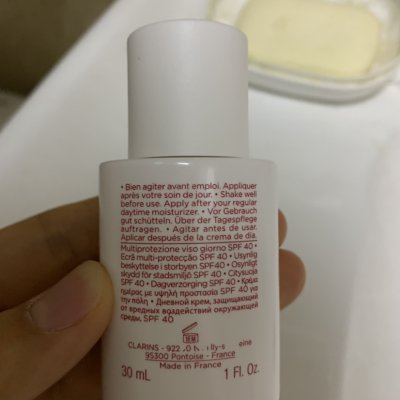 • Bien agiter avant emploi. Appliquer
après votre soin de jour. • Shake well
before use. Apply after your regular
daytime moisturizer. • Vor Gebrauch
gut schütteln. Über der Tagespflege
auftragen. • Agitar antes de usar.
Aplicar después de la crema de día.
Multiprotezione viso giorno SPF 40 •
Ecrã multi-protecção SPF 40 • Usynlig
beskyttelse i storbyen SPF 40 • Osynligt
skydd för stadsmiljö SPF 40 • Citysuoja
SPF 40 • Dagverzorging SPF 40 • Κρέμα
ημέρας με υψηλή προστασία SPF 40 για
την πόλη • Дневной крем, защищающий
от вредных воздействий окружающей
среды, SPF 40
18M
CLARINS - 922
95300 Pontoise - France
Made in France
30 mL 1 Fl. Oz.